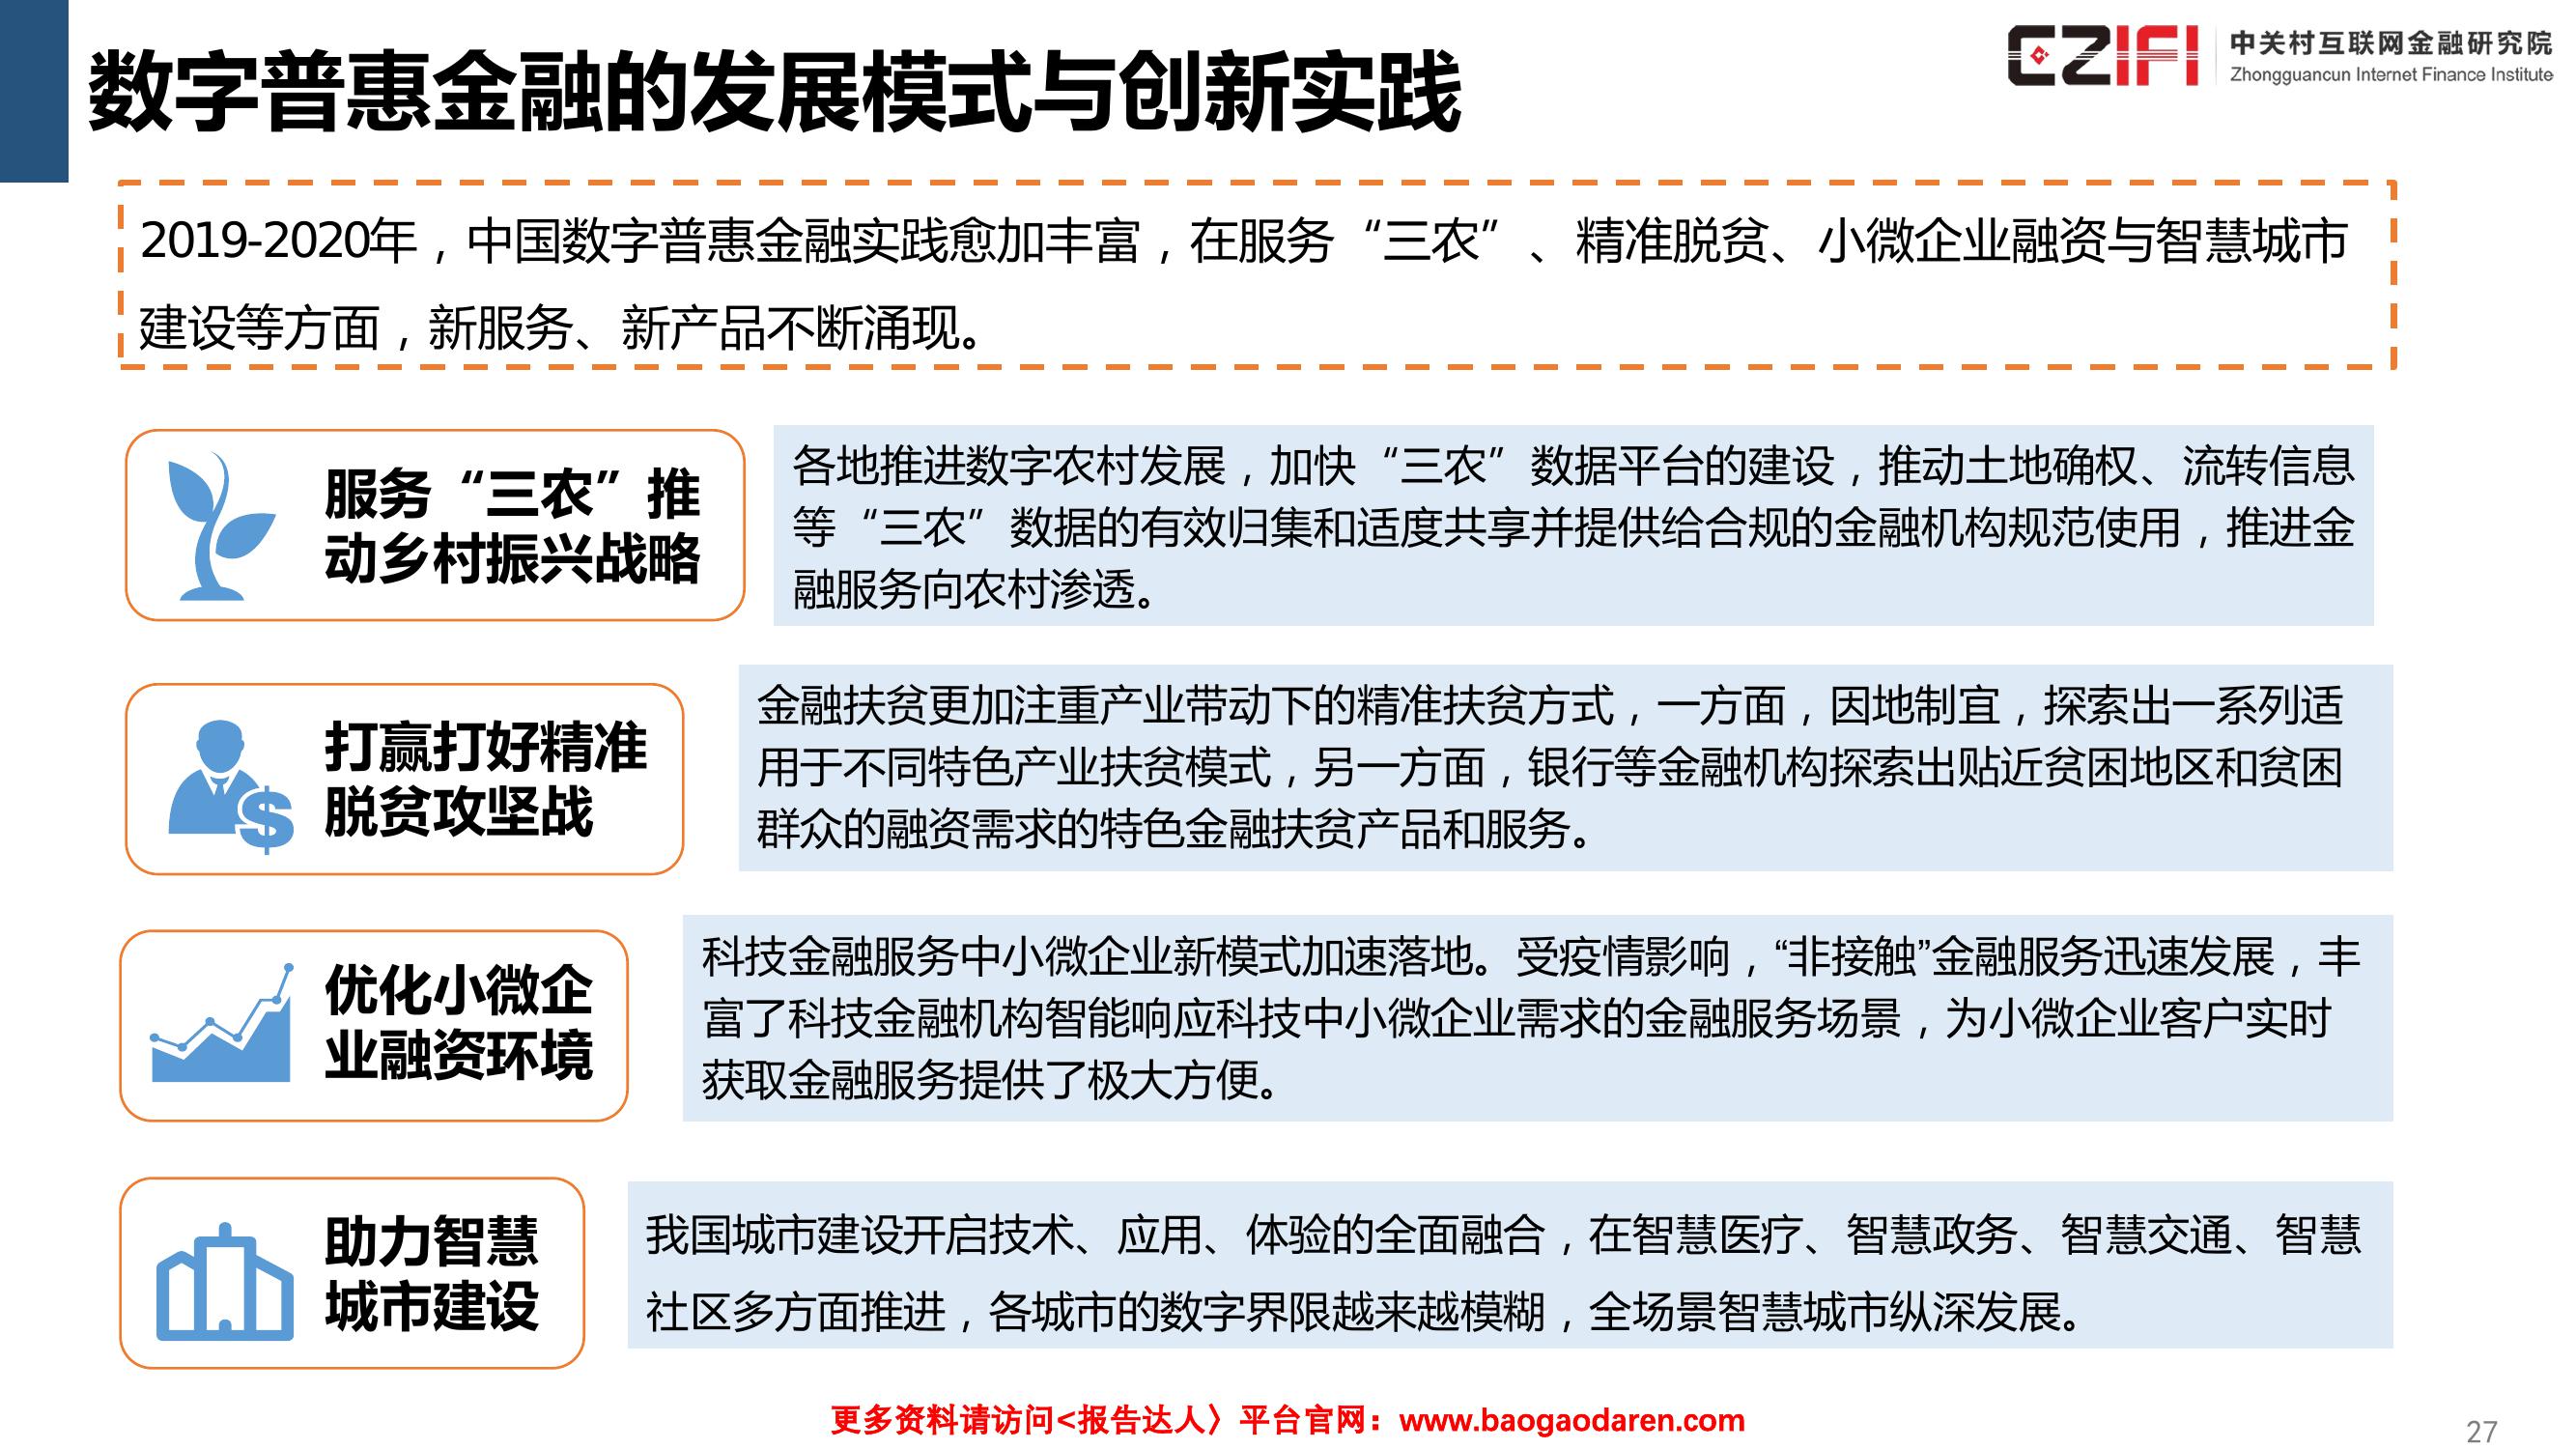 数字普惠金融的发展模式与创新实践
CZIFI
中关村互联网金融研究院
Zhongguancun Internet Finance Institute
2019-2020年，中国数字普惠金融实践愈加丰富，在服务“三农”、精准脱贫、小微企业融资与智慧城市
建设等方面，新服务、新产品不断涌现。
服务“三农”推
动乡村振兴战略
各地推进数字农村发展，加快“三农”数据平台的建设，推动土地确权、流转信息
等“三农”数据的有效归集和适度共享并提供给合规的金融机构规范使用，推进金
融服务向农村渗透。
打赢打好精准
脱贫攻坚战
金融扶贫更加注重产业带动下的精准扶贫方式，一方面，因地制宜，探索出一系列适
用于不同特色产业扶贫模式，另一方面，银行等金融机构探索出贴近贫困地区和贫困
群众的融资需求的特色金融扶贫产品和服务。
优化小微企
业融资环境
科技金融服务中小微企业新模式加速落地。受疫情影响，“非接触”金融服务迅速发展，丰
富了科技金融机构智能响应科技中小微企业需求的金融服务场景，为小微企业客户实时
获取金融服务提供了极大方便。
助力智慧
城市建设
我国城市建设开启技术、应用、体验的全面融合，在智慧医疗、智慧政务、智慧交通、智慧
社区多方面推进，各城市的数字界限越来越模糊，全场景智慧城市纵深发展。
更多资料请访问<报告达人〉平台官网：www.baogaodaren.com
27